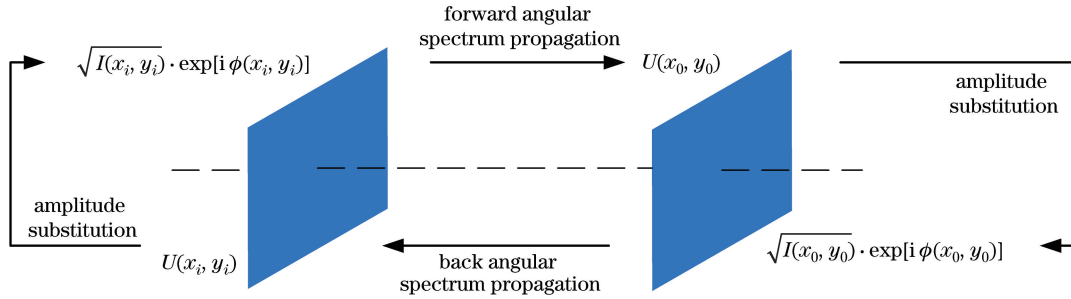 forward angular
spectrum propagation
√I(xᵢ, yᵢ) · exp[i ϕ(xᵢ, yᵢ)]
U(x₀, y₀)
amplitude
substitution
amplitude
substitution
U(xᵢ, yᵢ)
back angular
spectrum propagation
√I(x₀, y₀) · exp[i ϕ(x₀, y₀)]